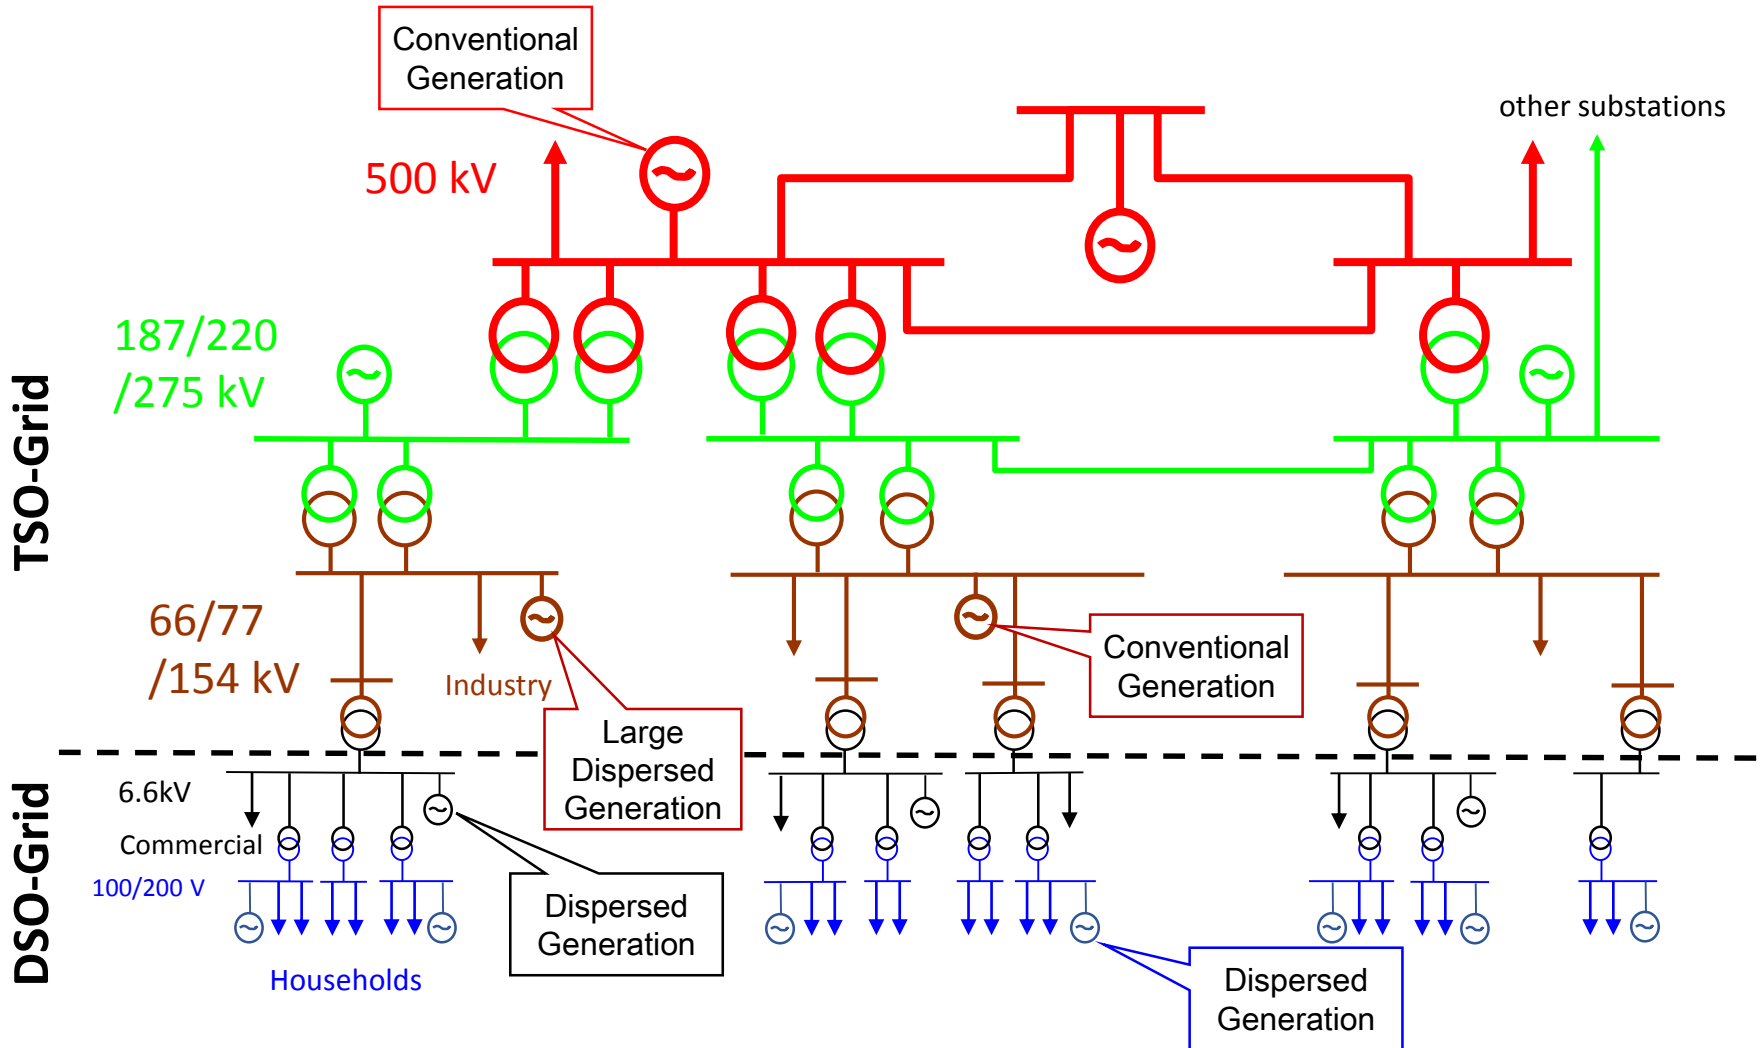 Conventional
Generation
other substations
500 kV
187/220
/275 kV
TSO-Grid
66/77
/154 kV
Industry
Conventional
Generation
Large
Dispersed
Generation
DSO-Grid
6.6kV
Commercial
100/200 V
Dispersed
Generation
Households
Dispersed
Generation